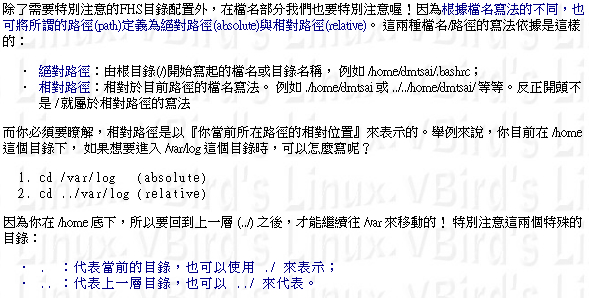 除了需要特別注意的FHS目錄配置外，在檔名部分我們也要特別注意喔！因為根據檔名寫法的不同，也
可將所謂的路徑(path)定義為絕對路徑(absolute)與相對路徑(relative)。 這兩種檔名/路徑的寫法依據是這樣
的：
· 絕對路徑：由根目錄(/)開始寫起的檔名或目錄名稱， 例如 /home/dmtsai/.bashrc；
· 相對路徑：相對於目前路徑的檔名寫法。 例如 ./home/dmtsai 或 ../../home/dmtsai/ 等等。反正開頭不
是 / 就屬於相對路徑的寫法
而你必須要瞭解，相對路徑是以『你當前所在路徑的相對位置』來表示的。舉例來說，你目前在 /home
這個目錄下， 如果想要進入 /var/log 這個目錄時，可以怎麼寫呢？
1. cd /var/log (absolute)
2. cd ../var/log (relative)
因為你在 /home 底下，所以要回到上一層 (../) 之後，才能繼續往 /var 來移動的！ 特別注意這兩個特殊的
目錄：
· . ：代表當前的目錄，也可以使用 ./ 來表示；
· .. ：代表上一層目錄，也可以 ../ 來代表。